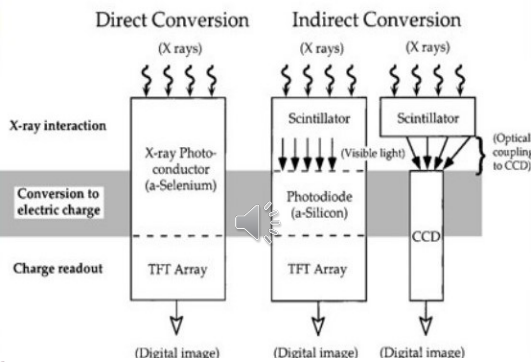 Direct Conversion
Indirect Conversion
(X rays)
(X rays)
(X rays)
X-ray interaction
Scintillator
Scintillator
X-ray Photo-
conductor
(a-Selenium)
(Visible light)
(Optical
coupling
to CCD)
Conversion to
electric charge
Photodiode
(a-Silicon)
CCD
Charge readout
TFT Array
TFT Array
(Digital image)
(Digital image)
(Digital image)